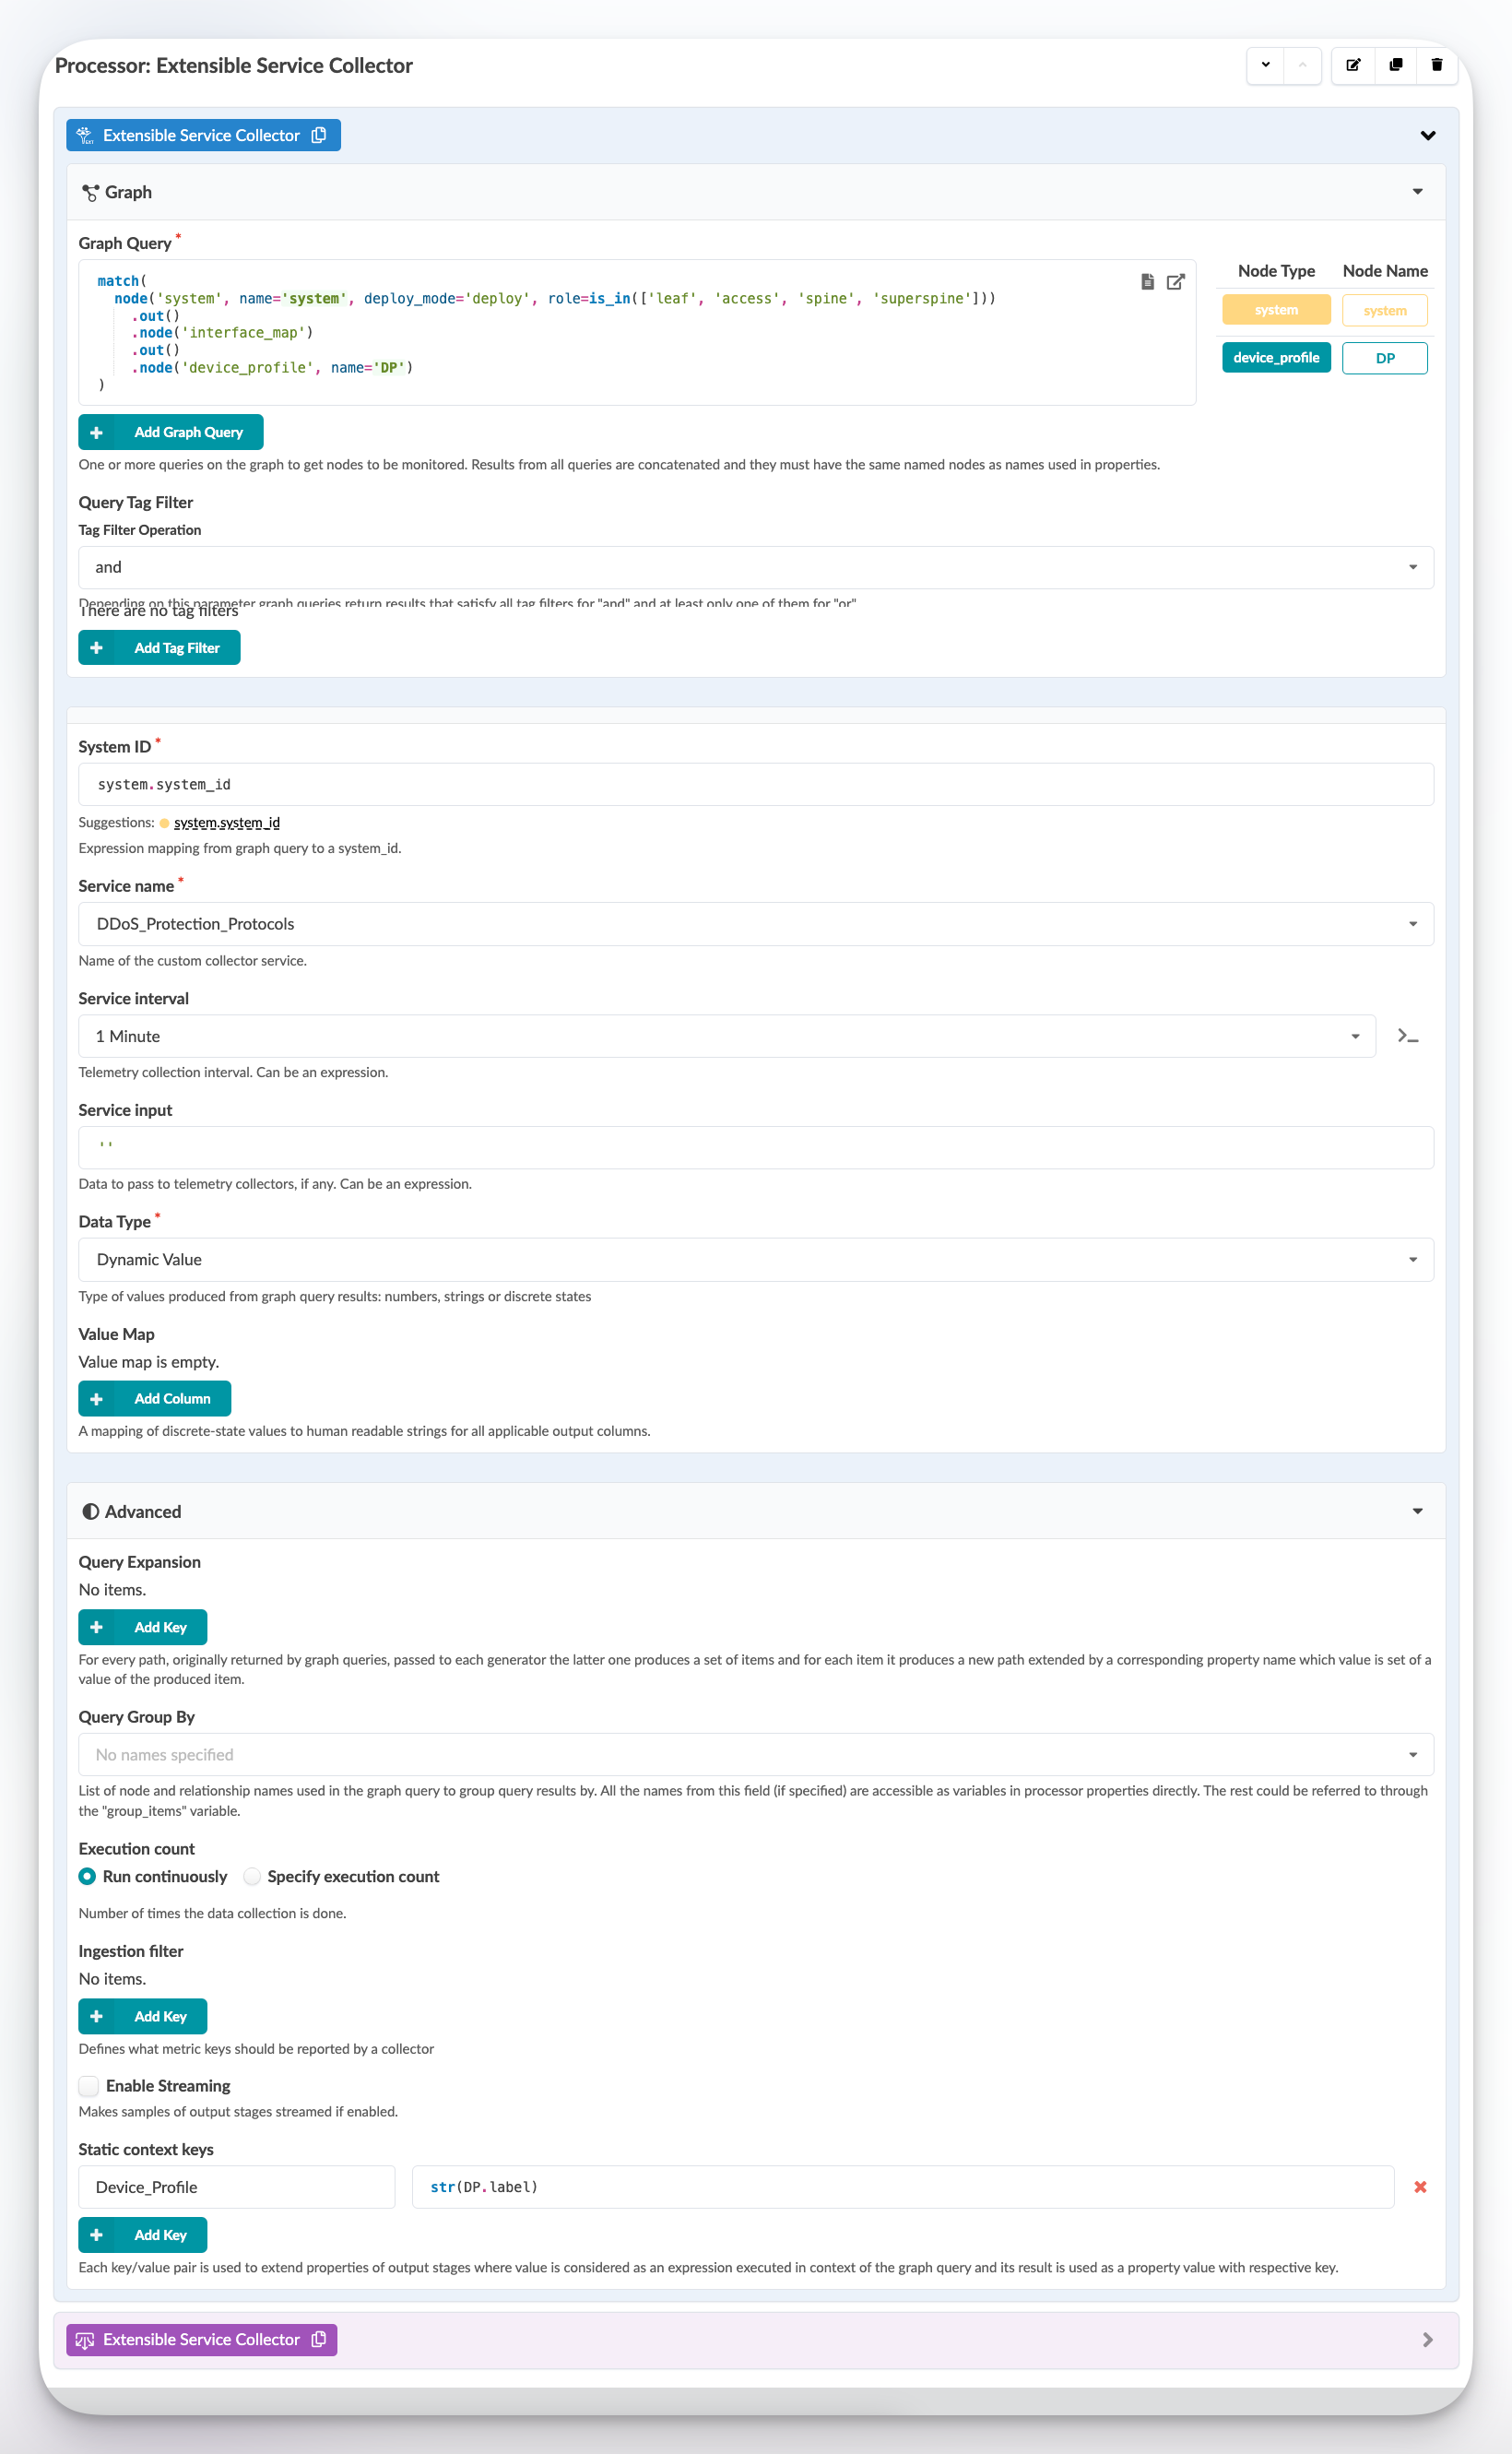 Processor: Extensible Service Collector
Extensible Service Collector
Graph
Graph Query *
match(
node('system', name='system', deploy_mode='deploy', role=is_in(['leaf', 'access', 'spine', 'superspine']))
.out()
.node('interface_map')
.out()
.node('device_profile', name='DP')
)
Node Type Node Name
system system
device_profile DP
Add Graph Query
One or more queries on the graph to get nodes to be monitored. Results from all queries are concatenated and they must have the same named nodes as names used in properties.
Query Tag Filter
Tag Filter Operation
and
Depending on this parameter graph queries return results that satisfy all tag filters for "and" and at least only one of them for "or"
There are no tag filters
Add Tag Filter
System ID *
system.system_id
Suggestions: system.system_id
Expression mapping from graph query to a system_id.
Service name *
DDoS_Protection_Protocols
Name of the custom collector service.
Service interval
1 Minute
Telemetry collection interval. Can be an expression.
Service input
''
Data to pass to telemetry collectors, if any. Can be an expression.
Data Type *
Dynamic Value
Type of values produced from graph query results: numbers, strings or discrete states
Value Map
Value map is empty.
Add Column
A mapping of discrete-state values to human readable strings for all applicable output columns.
Advanced
Query Expansion
No items.
Add Key
For every path, originally returned by graph queries, passed to each generator the latter one produces a set of items and for each item it produces a new path extended by a corresponding property name which value is set of a
value of the produced item.
Query Group By
No names specified
List of node and relationship names used in the graph query to group query results by. All the names from this field (if specified) are accessible as variables in processor properties directly. The rest could be referred to through
the "group_items" variable.
Execution count
Run continuously Specify execution count
Number of times the data collection is done.
Ingestion filter
No items.
Add Key
Defines what metric keys should be reported by a collector
Enable Streaming
Makes samples of output stages streamed if enabled.
Static context keys
Device_Profile str(DP.label)
Add Key
Each key/value pair is used to extend properties of output stages where value is considered as an expression executed in context of the graph query and its result is used as a property value with respective key.
Extensible Service Collector